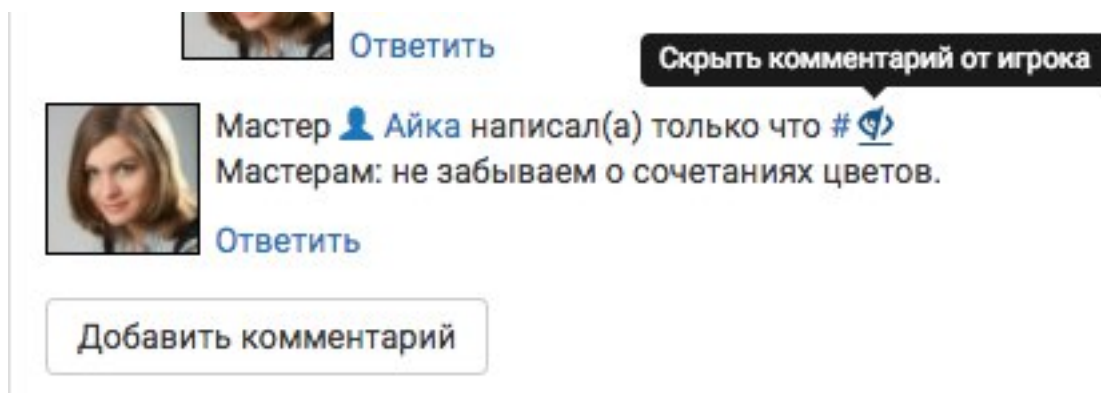 Ответить
Скрыть комментарий от игрока
Мастер Айка написал(а) только что #
Мастерам: не забываем о сочетаниях цветов.
Ответить
Добавить комментарий